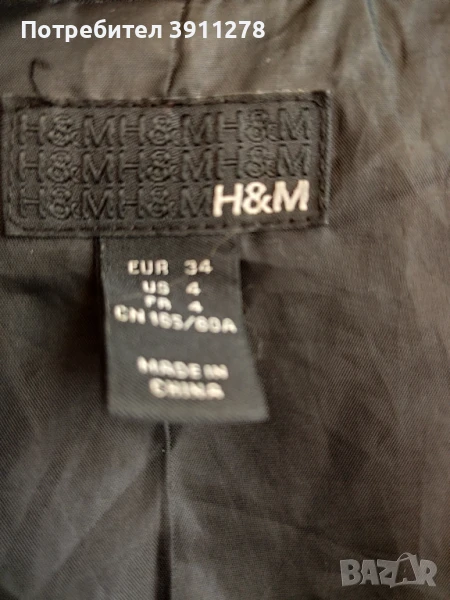 Потребител 3911278
H&MH&MH&M
H&MH&MH&M
H&MH&MH&M
EUR 34
US 4
FR 4
CN 165/80A
MADE IN
CHINA
BAZAR